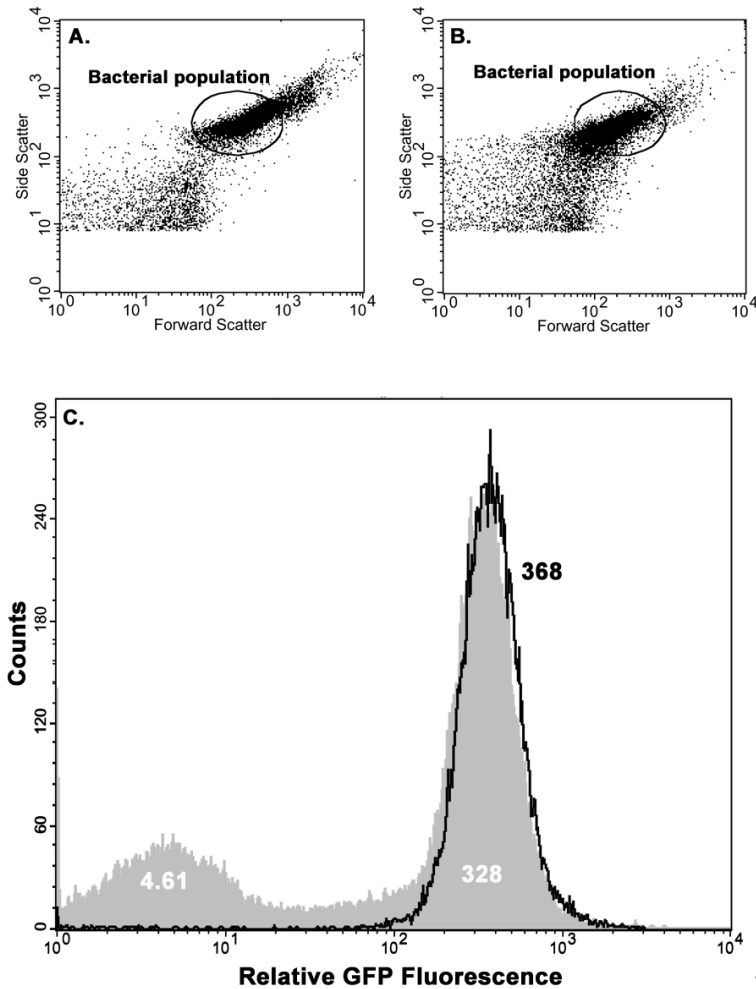 A.
Bacterial population
Side Scatter
10^4
10^3
10^2
10^1
10^0
10^0 10^1 10^2 10^3 10^4
Forward Scatter
B.
Bacterial population
Side Scatter
10^4
10^3
10^2
10^1
10^0
10^0 10^1 10^2 10^3 10^4
Forward Scatter
C.
Counts
300
240
180
120
60
0
368
4.61
328
10^0 10^1 10^2 10^3 10^4
Relative GFP Fluorescence